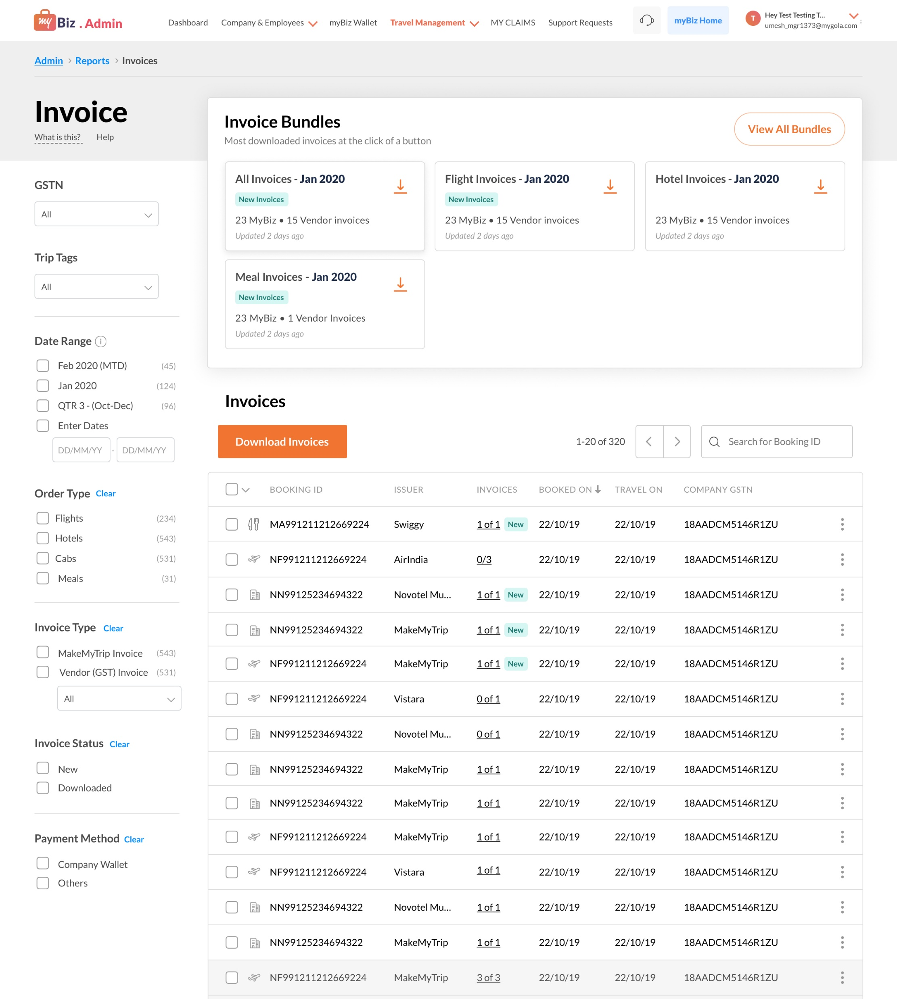 my Biz . Admin
Dashboard Company & Employees myBiz Wallet Travel Management MY CLAIMS Support Requests myBiz Home T Hey Test Testing T...
umesh_mgr1373@mygola.com ;
Admin > Reports > Invoices
Invoice
What is this? Help
Invoice Bundles
Most downloaded invoices at the click of a button
View All Bundles
All Invoices - Jan 2020
New Invoices
23 MyBiz • 15 Vendor invoices
Updated 2 days ago
Flight Invoices - Jan 2020
New Invoices
23 MyBiz • 15 Vendor invoices
Updated 2 days ago
Hotel Invoices - Jan 2020
23 MyBiz • 15 Vendor invoices
Updated 2 days ago
Meal Invoices - Jan 2020
New Invoices
23 MyBiz • 1 Vendor Invoices
Updated 2 days ago
GSTN
All
Trip Tags
All
Date Range i
Feb 2020 (MTD) (45)
Jan 2020 (124)
QTR 3 - (Oct-Dec) (96)
Enter Dates
DD/MM/YY - DD/MM/YY
Order Type Clear
Flights (234)
Hotels (543)
Cabs (531)
Meals (31)
Invoice Type Clear
MakeMyTrip Invoice (543)
Vendor (GST) Invoice (531)
All
Invoice Status Clear
New
Downloaded
Payment Method Clear
Company Wallet
Others
Invoices
Download Invoices 1-20 of 320 Search for Booking ID
BOOKING ID ISSUER INVOICES BOOKED ON TRAVEL ON COMPANY GSTN
MA991211212669224 Swiggy 1 of 1 New 22/10/19 22/10/19 18AADCM5146R1ZU
NF991211212669224 AirIndia 0/3 22/10/19 22/10/19 18AADCM5146R1ZU
NN99125234694322 Novotel Mu... 1 of 1 New 22/10/19 22/10/19 18AADCM5146R1ZU
NN99125234694322 MakeMyTrip 1 of 1 New 22/10/19 22/10/19 18AADCM5146R1ZU
NF991211212669224 MakeMyTrip 1 of 1 New 22/10/19 22/10/19 18AADCM5146R1ZU
NF991211212669224 Vistara 0 of 1 22/10/19 22/10/19 18AADCM5146R1ZU
NN99125234694322 Novotel Mu... 0 of 1 22/10/19 22/10/19 18AADCM5146R1ZU
NN99125234694322 MakeMyTrip 1 of 1 22/10/19 22/10/19 18AADCM5146R1ZU
NN99125234694322 MakeMyTrip 1 of 1 22/10/19 22/10/19 18AADCM5146R1ZU
NF991211212669224 MakeMyTrip 1 of 1 22/10/19 22/10/19 18AADCM5146R1ZU
NF991211212669224 Vistara 1 of 1 22/10/19 22/10/19 18AADCM5146R1ZU
NN99125234694322 Novotel Mu... 1 of 1 22/10/19 22/10/19 18AADCM5146R1ZU
NN99125234694322 MakeMyTrip 1 of 1 22/10/19 22/10/19 18AADCM5146R1ZU
NF991211212669224 MakeMyTrip 3 of 3 22/10/19 22/10/19 18AADCM5146R1ZU